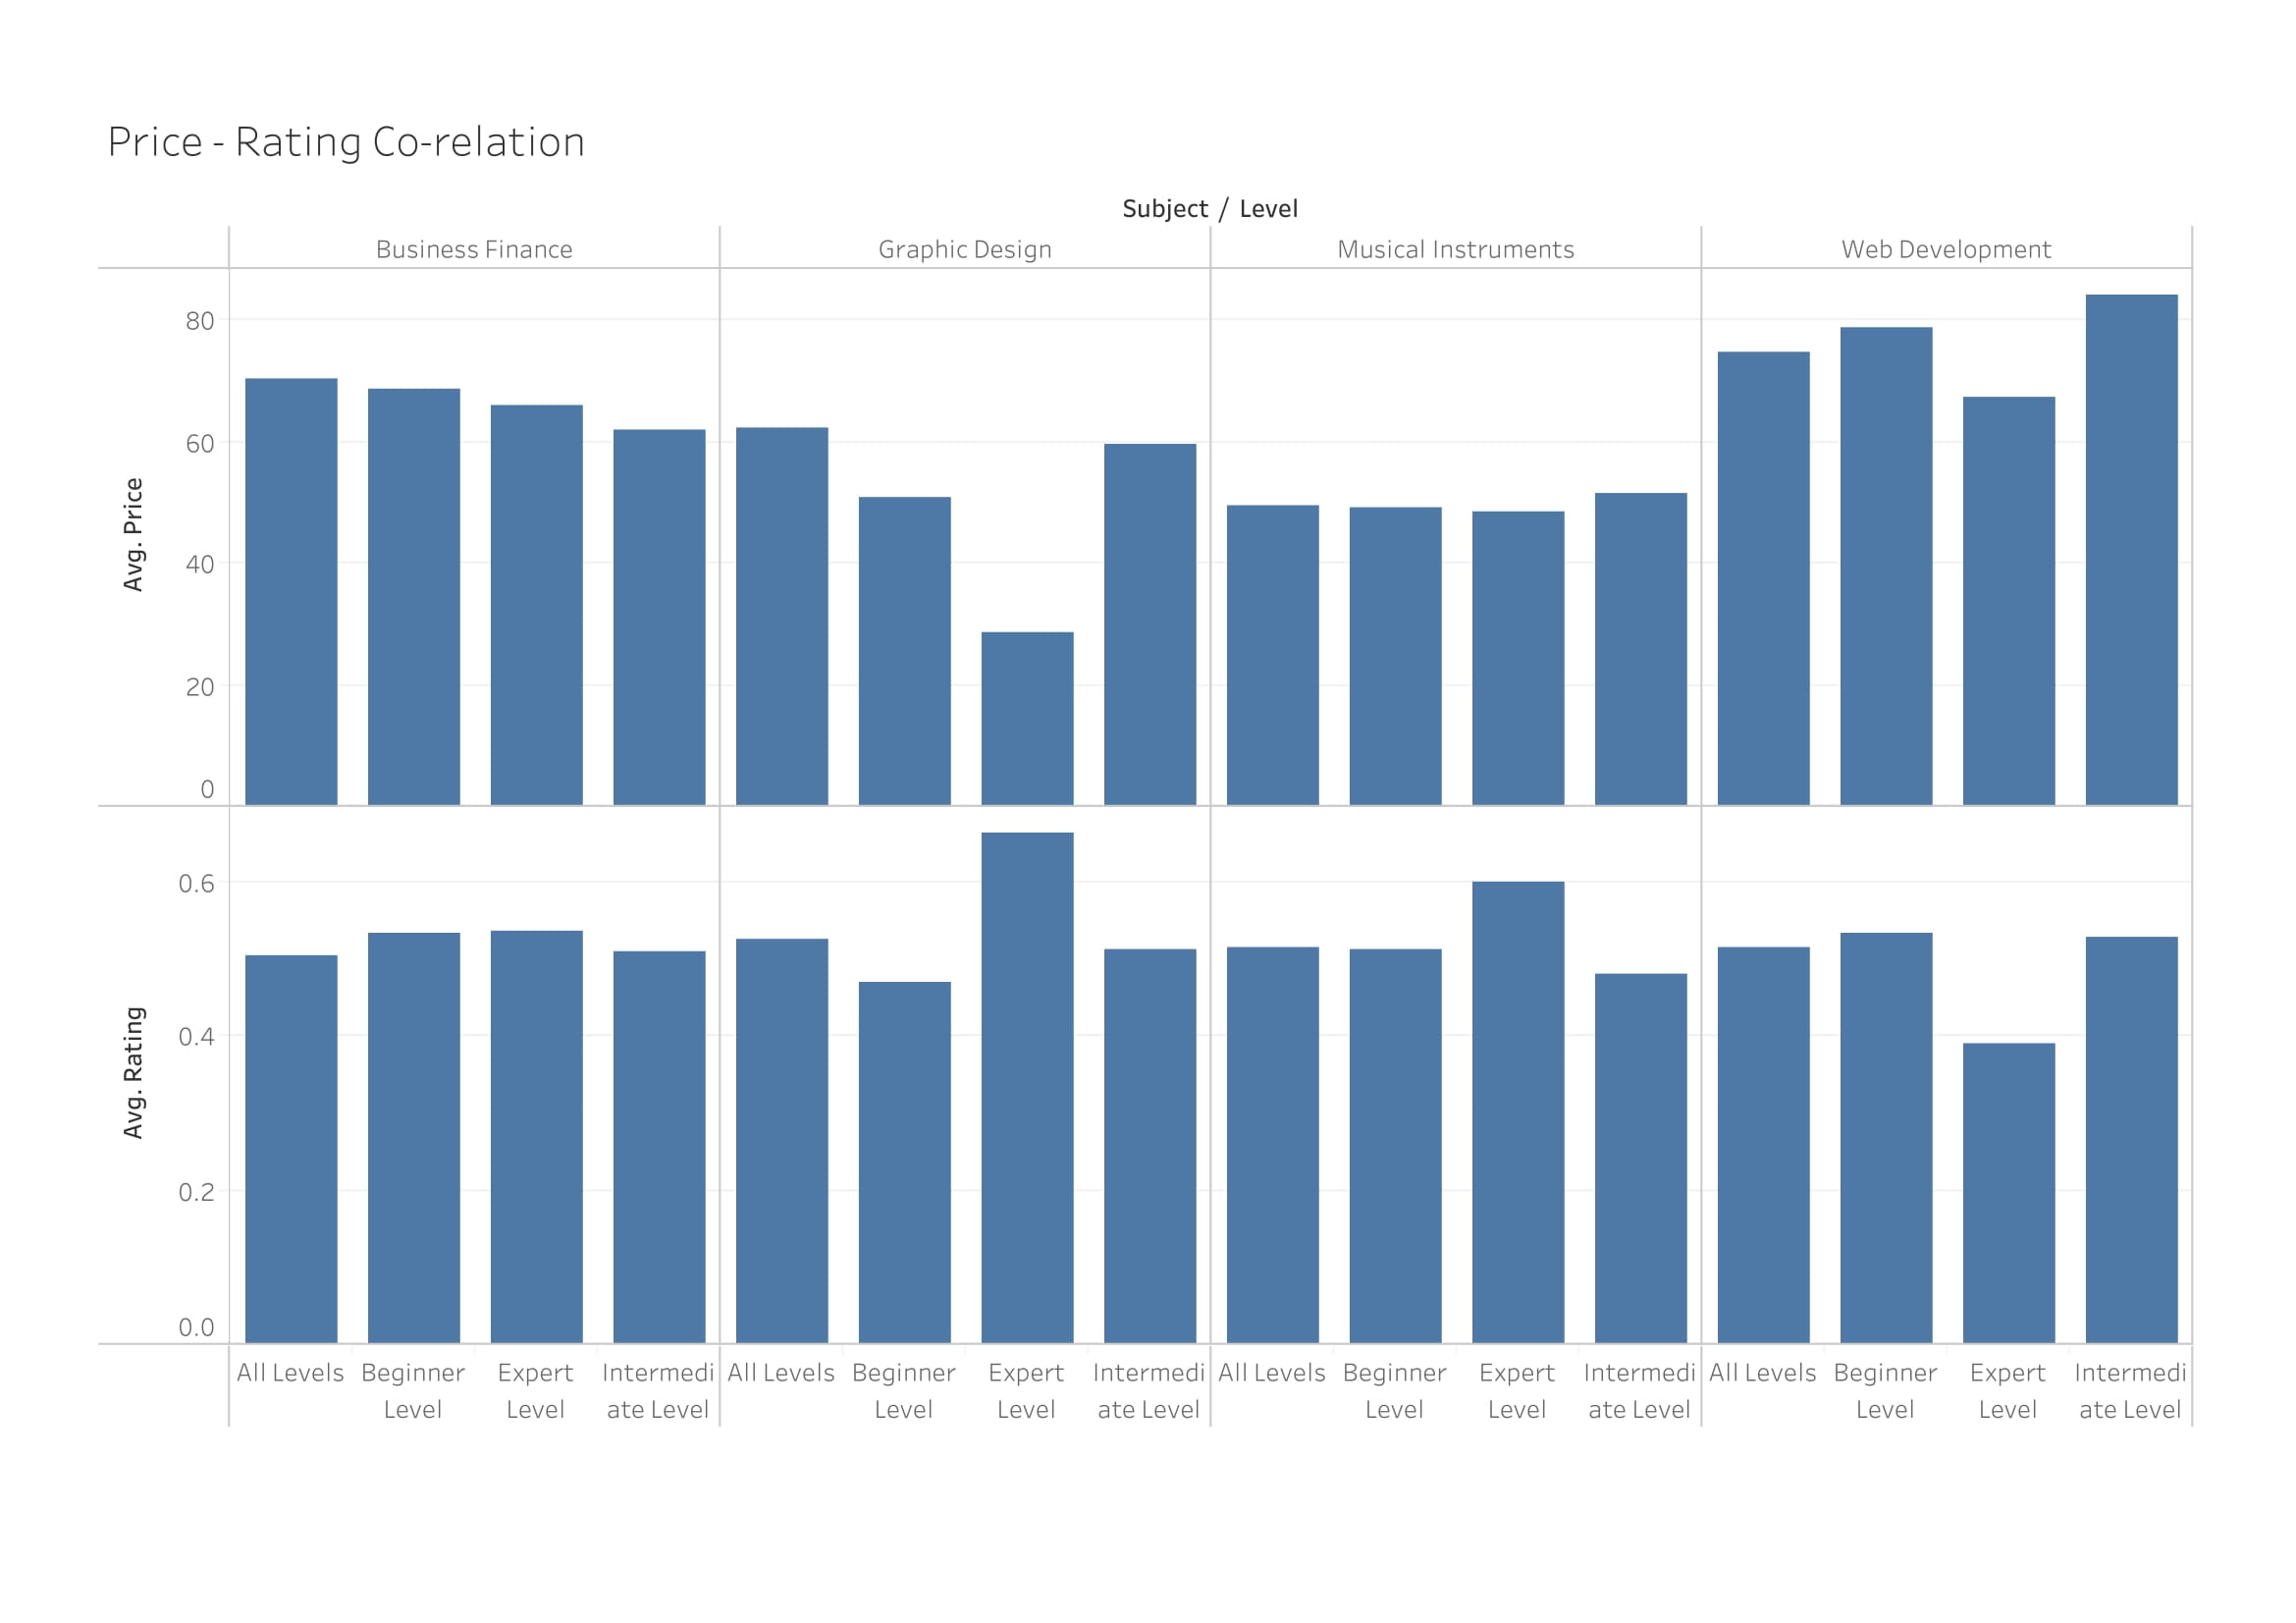 Price - Rating Co-relation
Subject / Level
Business Finance Graphic Design Musical Instruments Web Development
Avg. Price
80
60
40
20
0
Avg. Rating
0.6
0.4
0.2
0.0
All Levels Beginner Expert Intermedi All Levels Beginner Expert Intermedi All Levels Beginner Expert Intermedi All Levels Beginner Expert Intermedi
Level Level ate Level Level Level ate Level Level Level ate Level Level Level ate Level